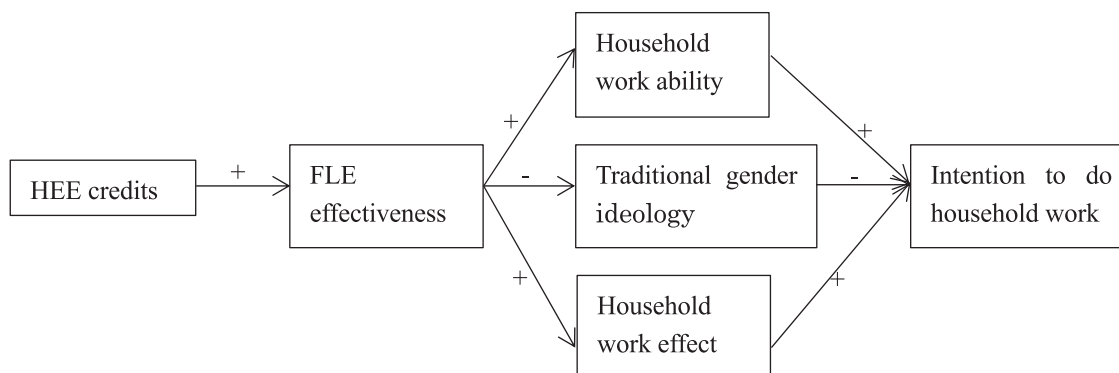 Household
work ability
+
+
HEE credits
+
FLE
effectiveness
-
Traditional gender
ideology
-
Intention to do
household work
+
+
Household
work effect